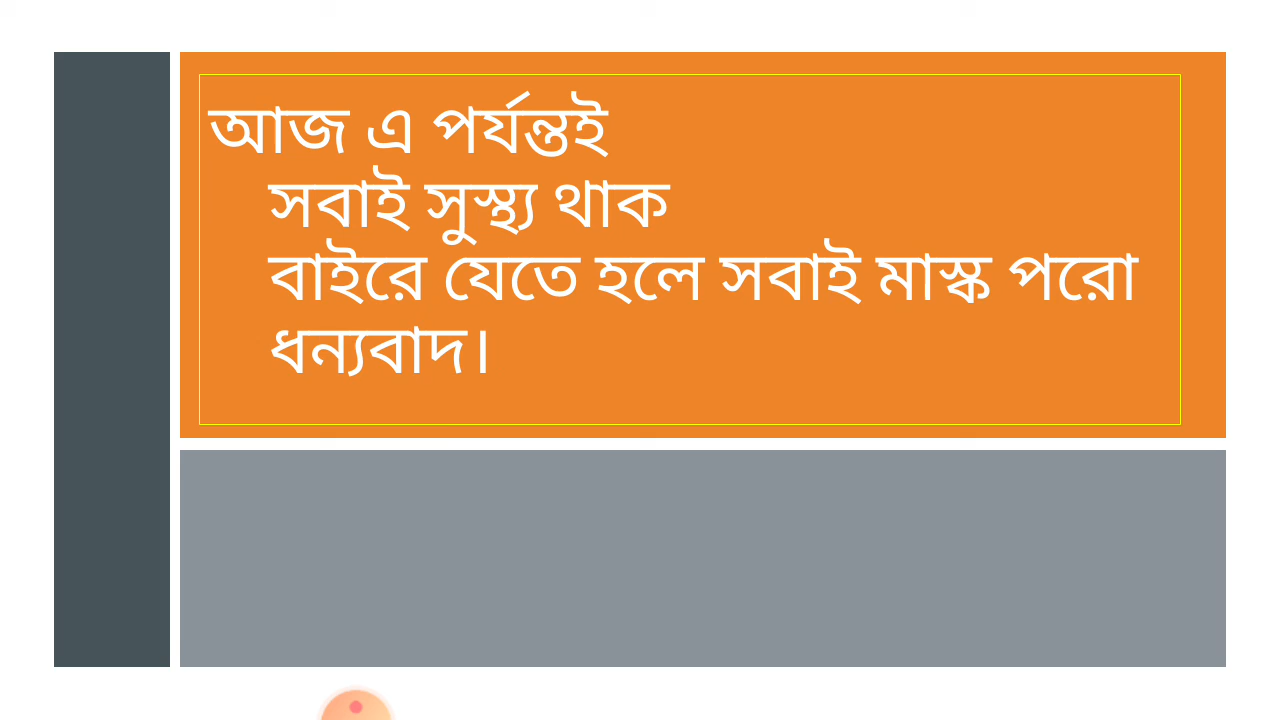 আজ এ পর্যন্তই
সবাই সুস্থ্য থাক
বাইরে যেতে হলে সবাই মাস্ক পরো
ধন্যবাদ।